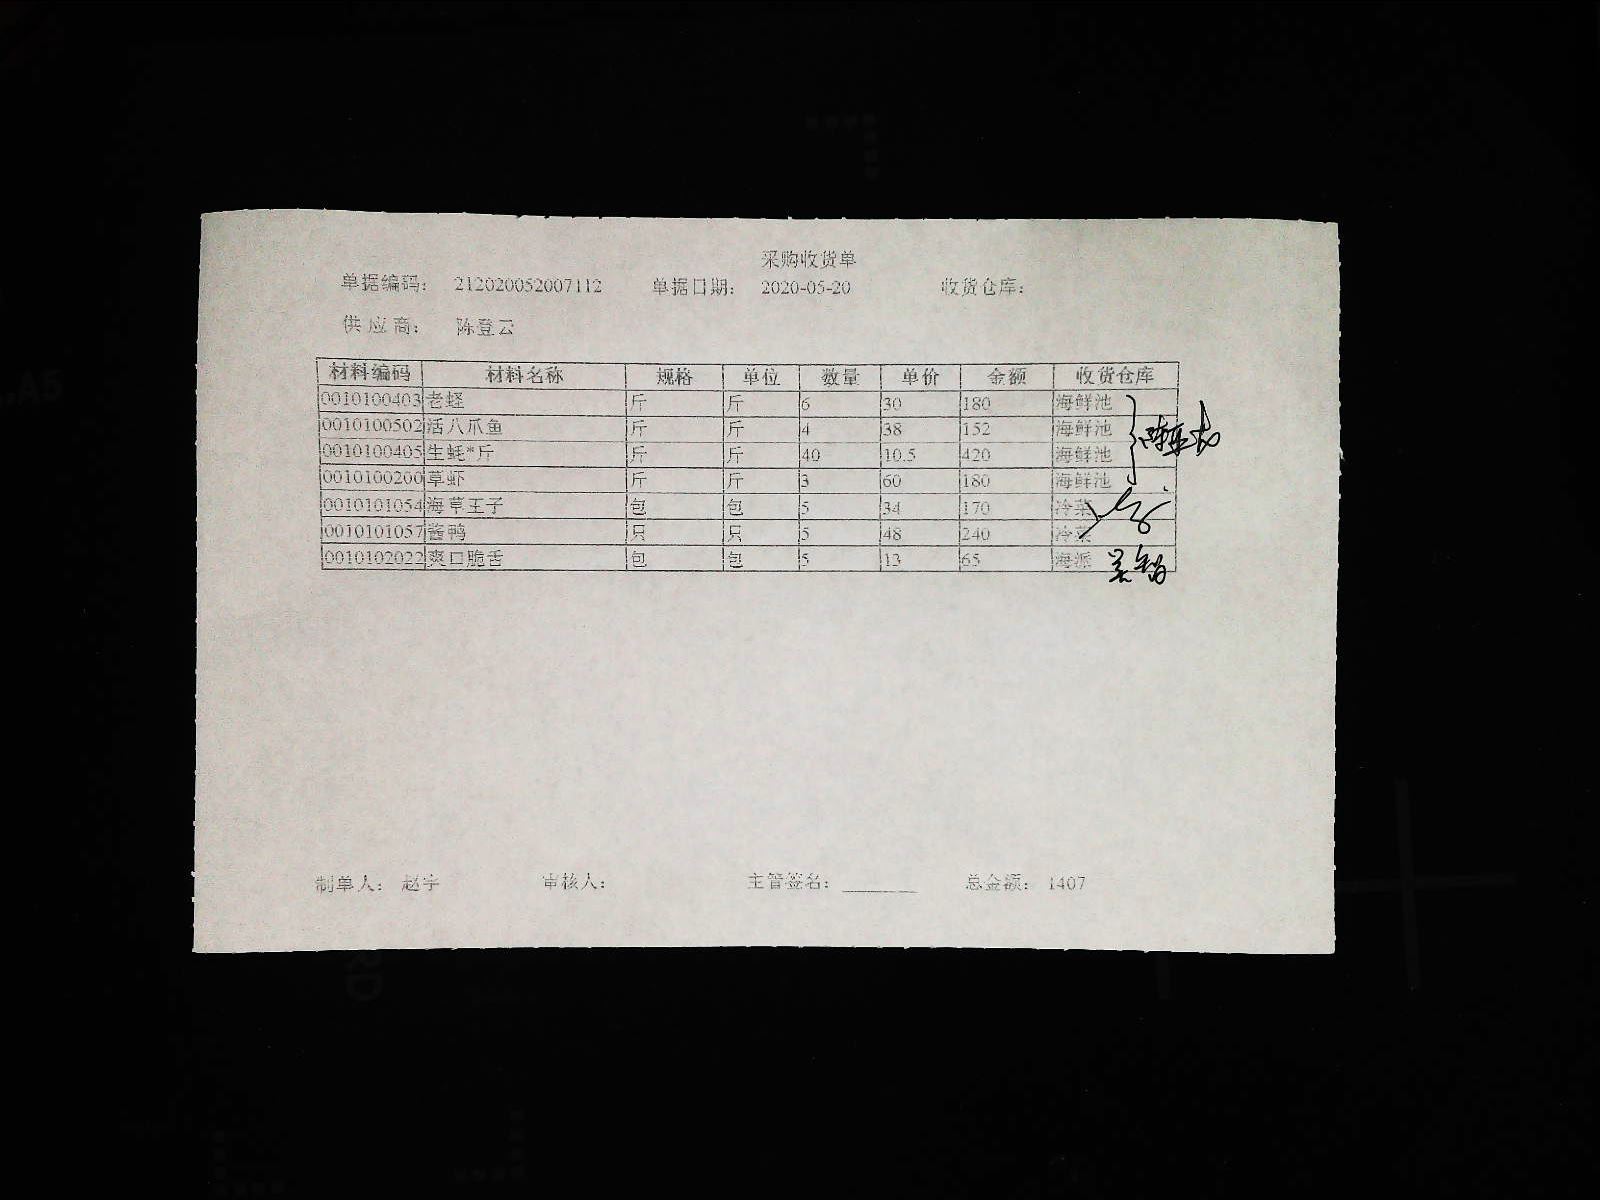 采购收货单
单据编码： 212020052007112 单据日期： 2020-05-20 收货仓库：
供应商： 陈登云
材料编码 材料名称 规格 单位 数量 单价 金额 收货仓库
0010100403 老蛏 斤 斤 6 30 180 海鲜池
0010100502 活八爪鱼 斤 斤 4 38 152 海鲜池
0010100405 生蚝*斤 斤 斤 40 10.5 420 海鲜池
0010100200 草虾 斤 斤 3 60 180 海鲜池
0010101054 海草王子 包 包 5 34 170 冷菜
0010101057 酱鸭 只 只 5 48 240 冷菜
0010102022 爽口脆舌 包 包 5 13 65 海派
制单人： 赵宇 审核人： 主管签名： 总金额： 1407